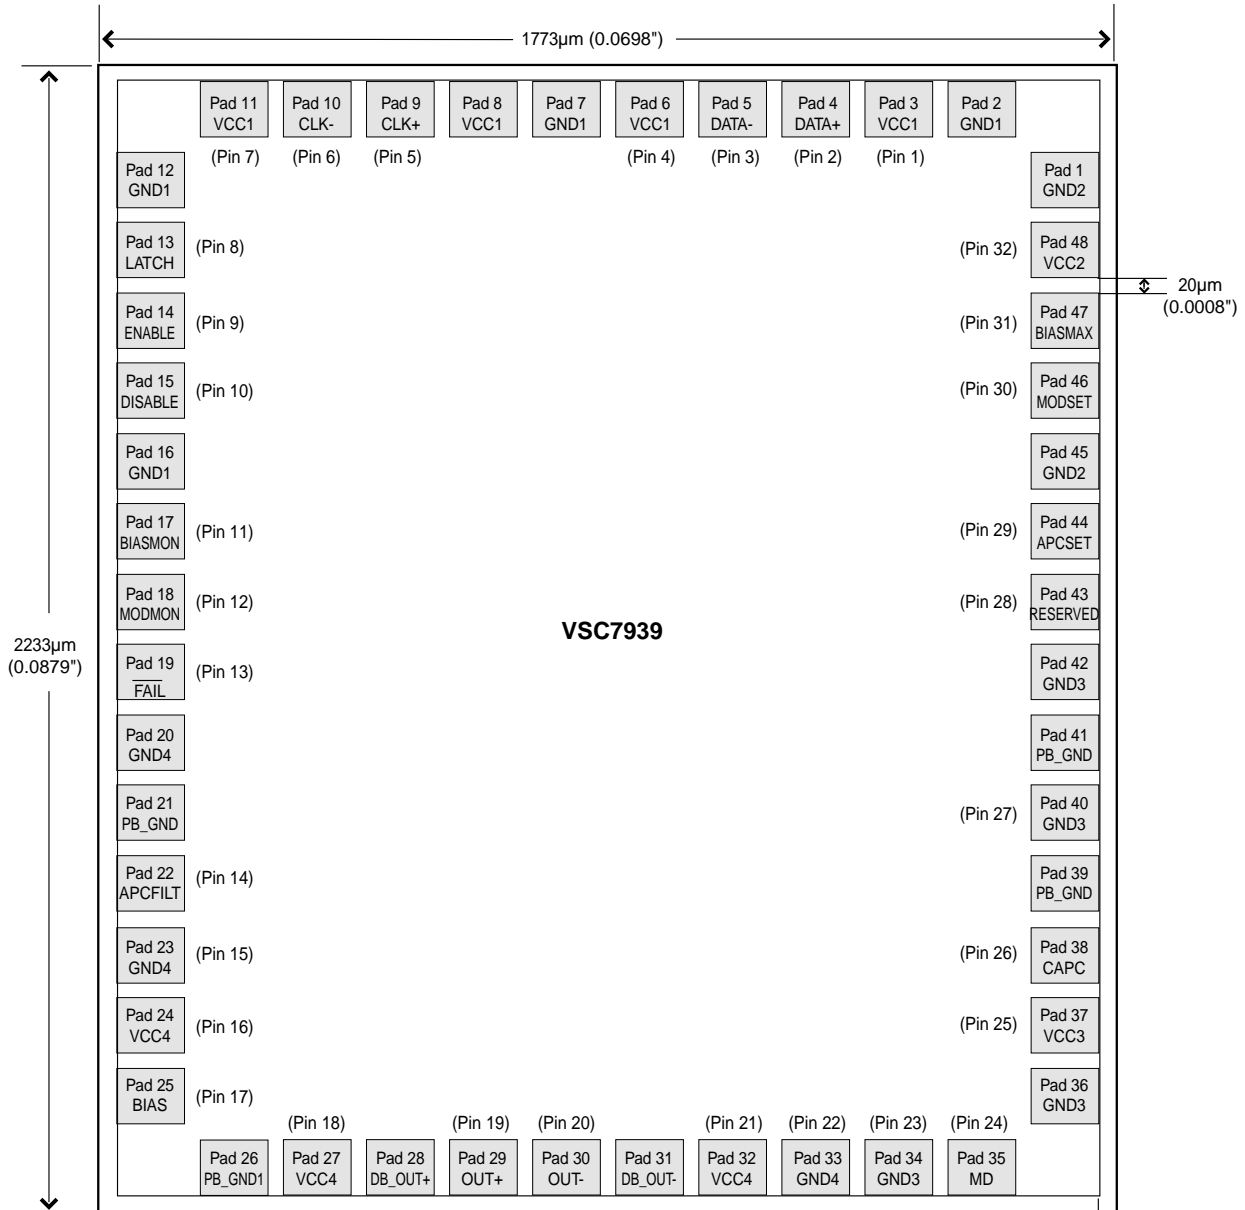 1773µm (0.0698")
Pad 11
VCC1
Pad 10
CLK-
Pad 9
CLK+
Pad 8
VCC1
Pad 7
GND1
Pad 6
VCC1
Pad 5
DATA-
Pad 4
DATA+
Pad 3
VCC1
Pad 2
GND1
(Pin 7)
(Pin 6)
(Pin 5)
(Pin 4)
(Pin 3)
(Pin 2)
(Pin 1)
Pad 12
GND1
Pad 1
GND2
Pad 13
LATCH
(Pin 8)
(Pin 32)
Pad 48
VCC2
20µm
(0.0008")
Pad 14
ENABLE
(Pin 9)
(Pin 31)
Pad 47
BIASMAX
Pad 15
DISABLE
(Pin 10)
(Pin 30)
Pad 46
MODSET
Pad 16
GND1
Pad 45
GND2
Pad 17
BIASMON
(Pin 11)
(Pin 29)
Pad 44
APCSET
Pad 18
MODMON
(Pin 12)
(Pin 28)
Pad 43
RESERVED
VSC7939
2233µm
(0.0879")
Pad 19
FAIL
(Pin 13)
Pad 42
GND3
Pad 20
GND4
Pad 41
PB_GND
Pad 21
PB_GND
(Pin 27)
Pad 40
GND3
Pad 22
APCFILT
(Pin 14)
Pad 39
PB_GND
Pad 23
GND4
(Pin 15)
(Pin 26)
Pad 38
CAPC
Pad 24
VCC4
(Pin 16)
(Pin 25)
Pad 37
VCC3
Pad 25
BIAS
(Pin 17)
Pad 36
GND3
(Pin 18)
(Pin 19)
(Pin 20)
(Pin 21)
(Pin 22)
(Pin 23)
(Pin 24)
Pad 26
PB_GND1
Pad 27
VCC4
Pad 28
DB_OUT+
Pad 29
OUT+
Pad 30
OUT-
Pad 31
DB_OUT-
Pad 32
VCC4
Pad 33
GND4
Pad 34
GND3
Pad 35
MD